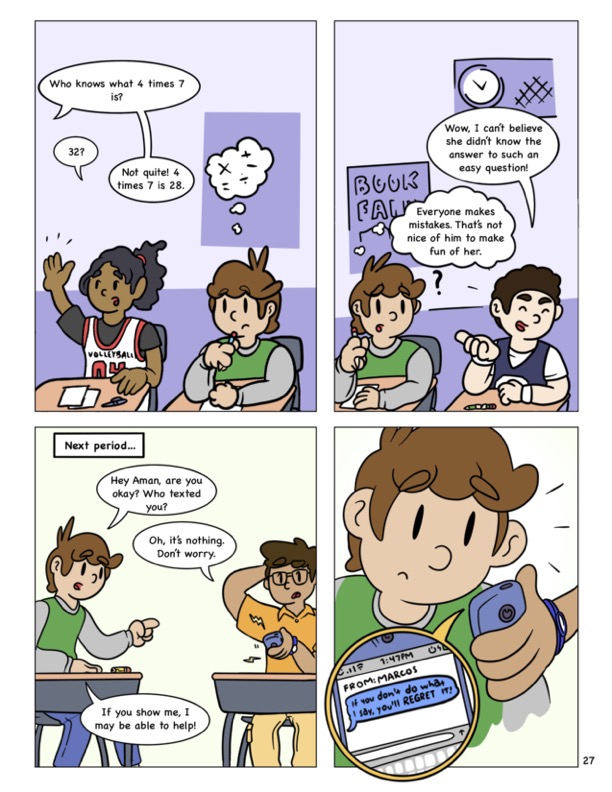 Who knows what 4 times 7
is?
32?
Not quite! 4
times 7 is 28.
VOLLEYBALL
04
Wow, I can't believe
she didn't know the
answer to such an
easy question!
BOOK
FAIR
Everyone makes
mistakes. That's not
nice of him to make
fun of her.
?
Next period...
Hey Aman, are you
okay? Who texted
you?
Oh, it's nothing.
Don't worry.
If you show me, I
may be able to help!
1:47PM
FROM: MARCOS
If you don't do what
I say, you'll REGRET IT!
27